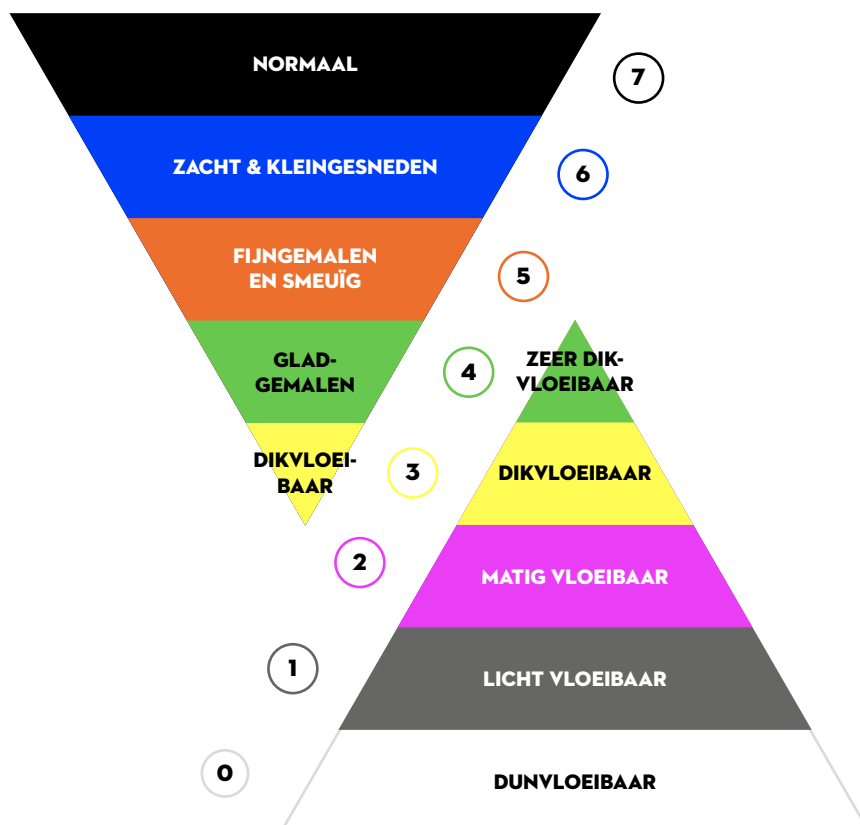 NORMAAL
7
ZACHT & KLEINGESNEDEN
6
FIJNGEMALEN
EN SMEUÏG
5
GLAD-
GEMALEN
4
ZEER DIK-
VLOEIBAAR
DIKVLOEI-
BAAR
3
DIKVLOEIBAAR
2
MATIG VLOEIBAAR
1
LICHT VLOEIBAAR
0
DUNVLOEIBAAR